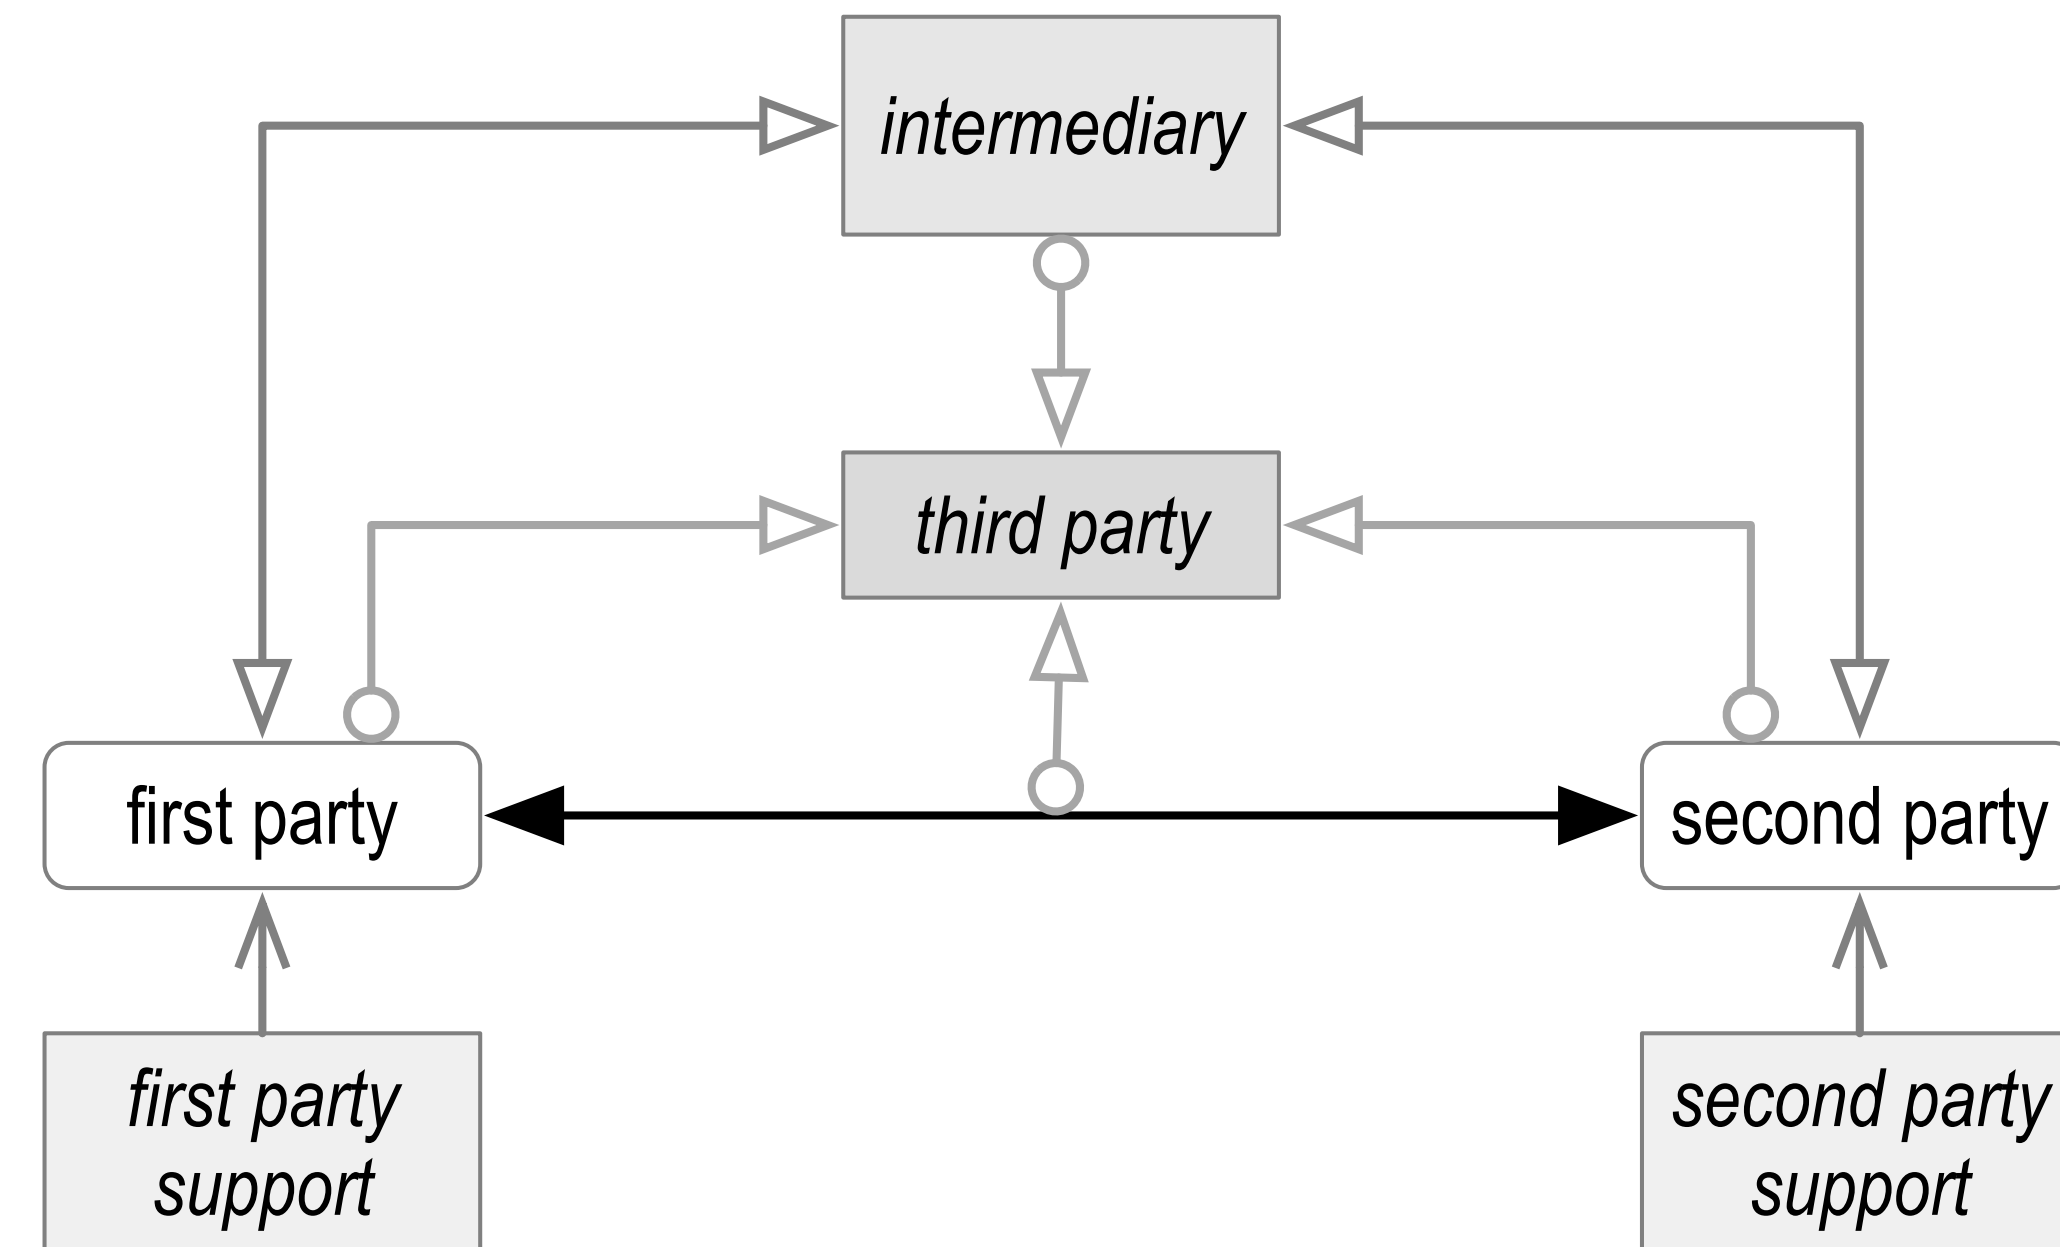 intermediary
third party
first party
second party
first party
support
second party
support